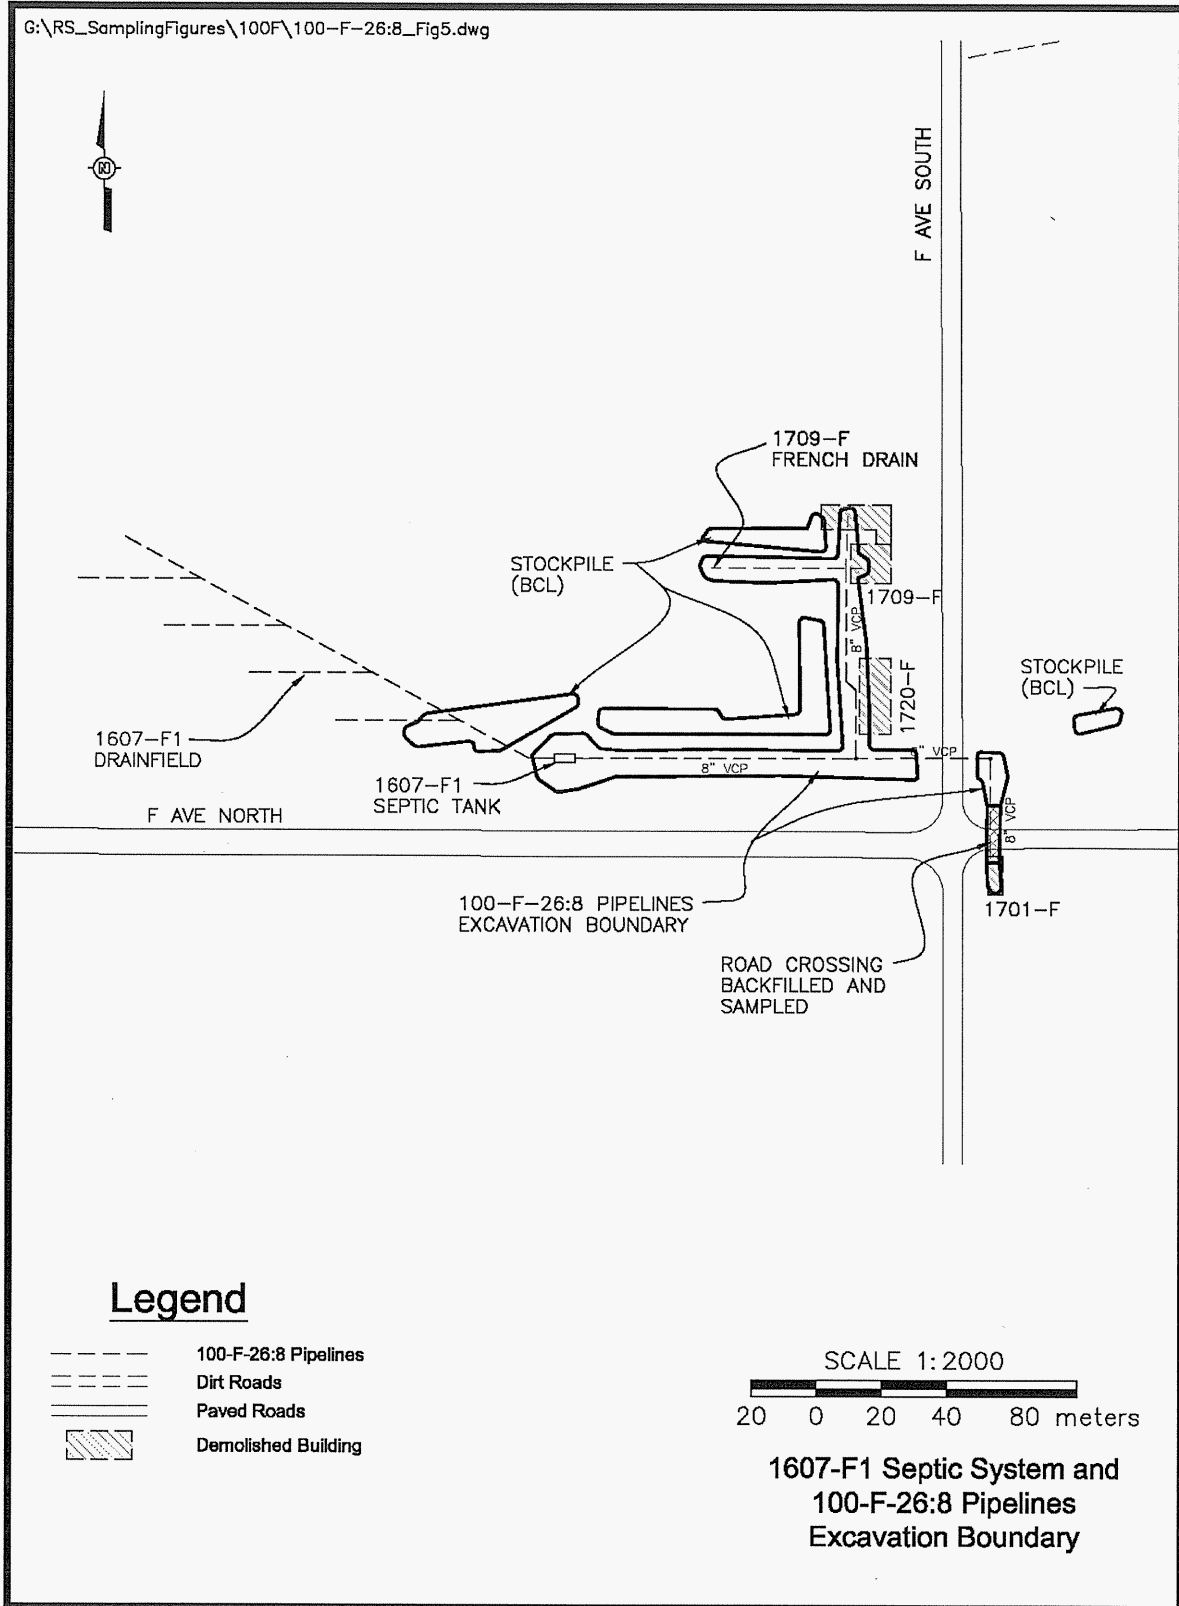 G:\RS_SamplingFigures\100F\100-F-26:8_Fig5.dwg
N
F AVE SOUTH
1709-F
FRENCH DRAIN
STOCKPILE
(BCL)
1709-F
8" VCP
1720-F
STOCKPILE
(BCL)
1607-F1
DRAINFIELD
1607-F1
SEPTIC TANK
8" VCP
VCP
8" VCP
F AVE NORTH
100-F-26:8 PIPELINES
EXCAVATION BOUNDARY
1701-F
ROAD CROSSING
BACKFILLED AND
SAMPLED
Legend
100-F-26:8 Pipelines
Dirt Roads
Paved Roads
Demolished Building
SCALE 1:2000
20 0 20 40 80 meters
1607-F1 Septic System and
100-F-26:8 Pipelines
Excavation Boundary